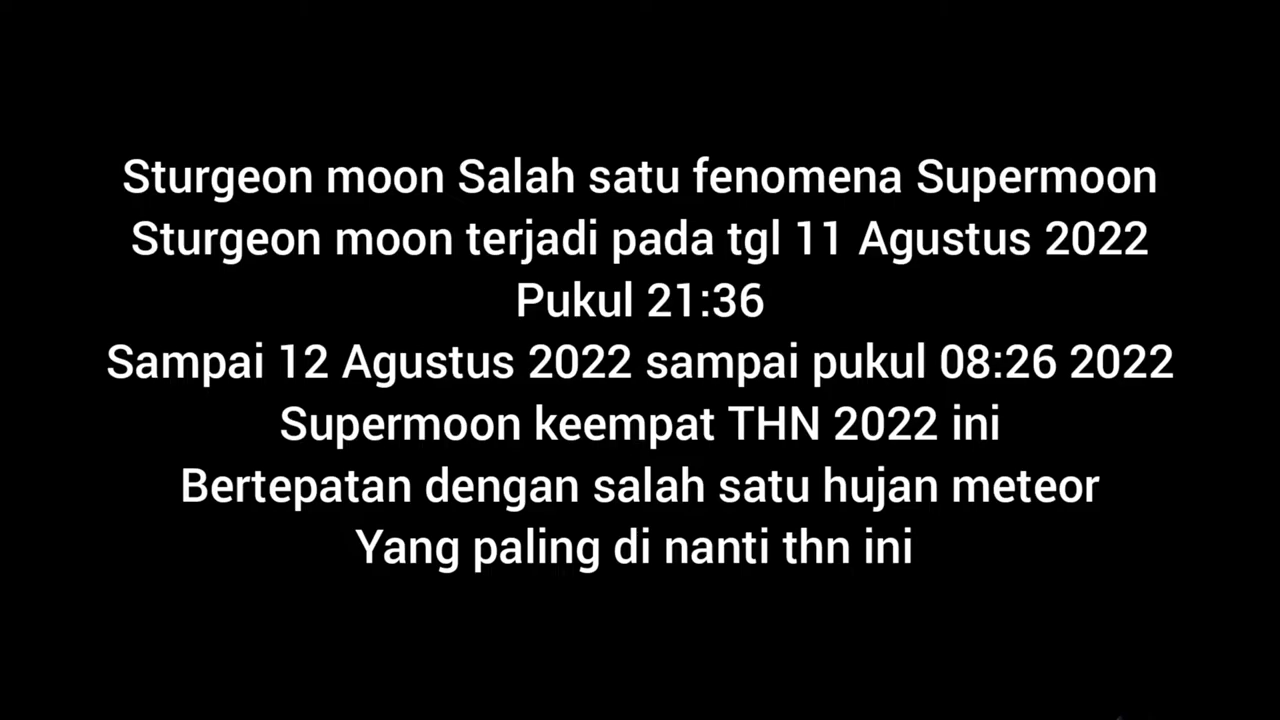 Sturgeon moon Salah satu fenomena Supermoon
Sturgeon moon terjadi pada tgl 11 Agustus 2022
Pukul 21:36
Sampai 12 Agustus 2022 sampai pukul 08:26 2022
Supermoon keempat THN 2022 ini
Bertepatan dengan salah satu hujan meteor
Yang paling di nanti thn ini